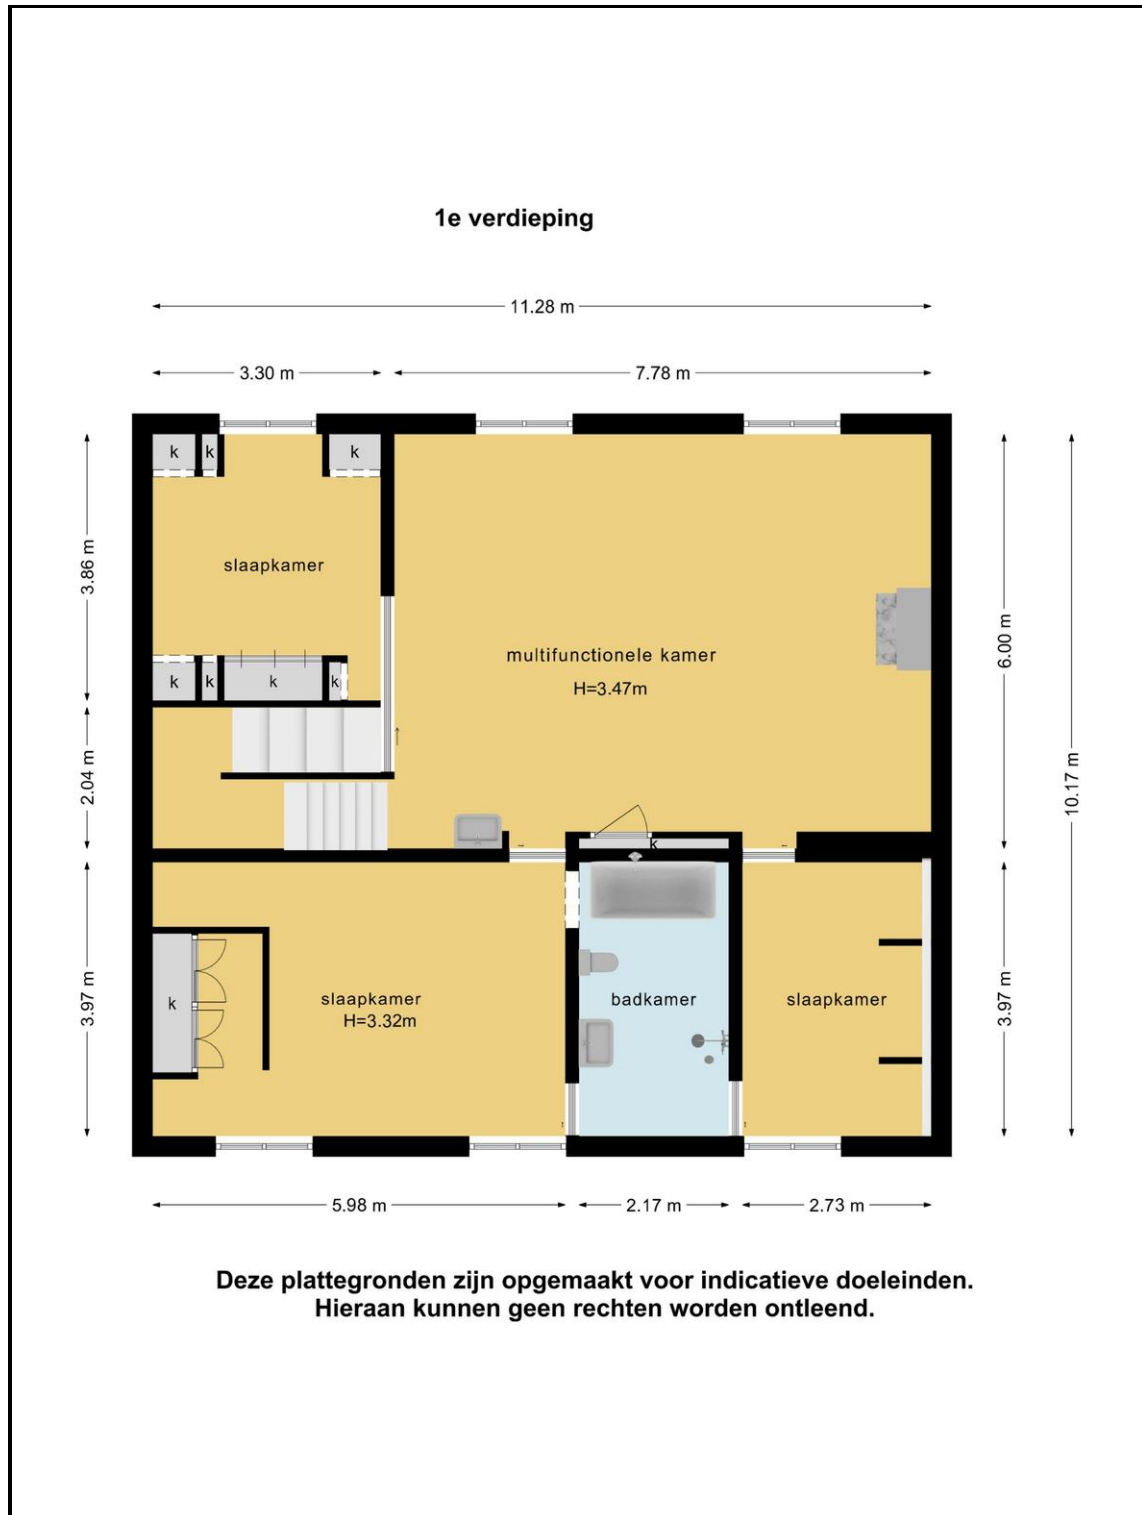 1e verdieping
11.28 m
3.30 m
7.78 m
k
k
k
3.86 m
slaapkamer
6.00 m
multifunctionele kamer
H=3.47m
k
k
k
k
2.04 m
10.17 m
k
3.97 m
k
slaapkamer
H=3.32m
badkamer
slaapkamer
3.97 m
5.98 m
2.17 m
2.73 m
Deze plattegronden zijn opgemaakt voor indicatieve doeleinden.
Hieraan kunnen geen rechten worden ontleend.